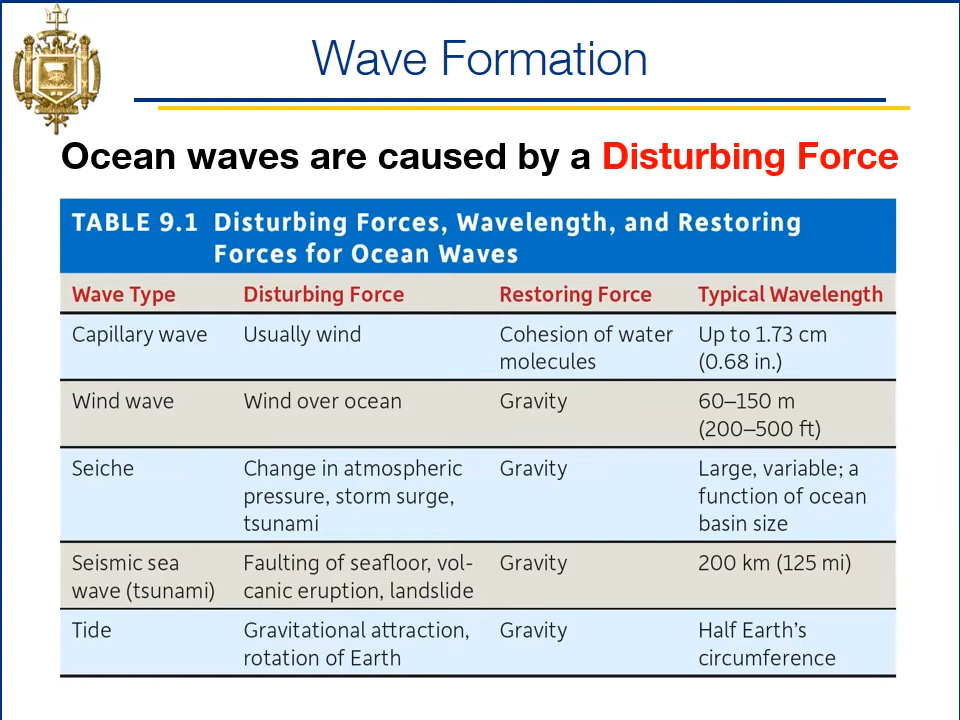 Wave Formation
Ocean waves are caused by a Disturbing Force
TABLE 9.1 Disturbing Forces, Wavelength, and Restoring
Forces for Ocean Waves
Wave Type Disturbing Force Restoring Force Typical Wavelength
Capillary wave Usually wind Cohesion of water Up to 1.73 cm
molecules (0.68 in.)
Wind wave Wind over ocean Gravity 60–150 m
(200–500 ft)
Seiche Change in atmospheric Gravity Large, variable; a
pressure, storm surge, function of ocean
tsunami basin size
Seismic sea Faulting of seafloor, vol- Gravity 200 km (125 mi)
wave (tsunami) canic eruption, landslide
Tide Gravitational attraction, Gravity Half Earth's
rotation of Earth circumference